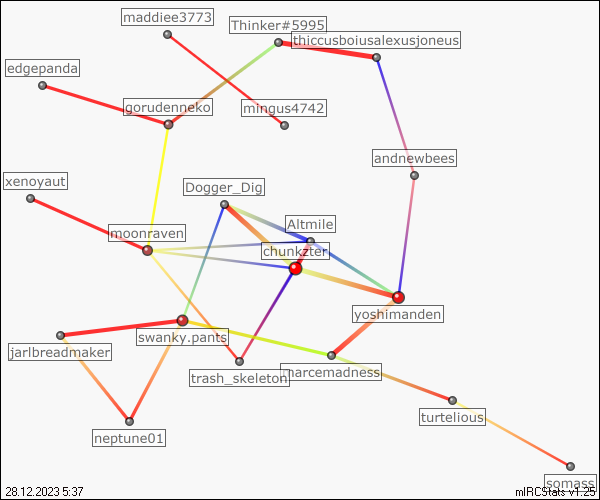 maddiee3773
Thinker#5995
thiccusboiusalexusjoneus
edgepanda
gorudenneko
mingus4742
andnewbees
xenoyaut
Dogger_Dig
Altmile
moonraven
chunkzter
yoshimanden
swanky.pants
jarlbreadmaker
trash_skeleton
marcemadness
turtelious
neptune01
somass
28.12.2023 5:37
mIRCStats v1.25